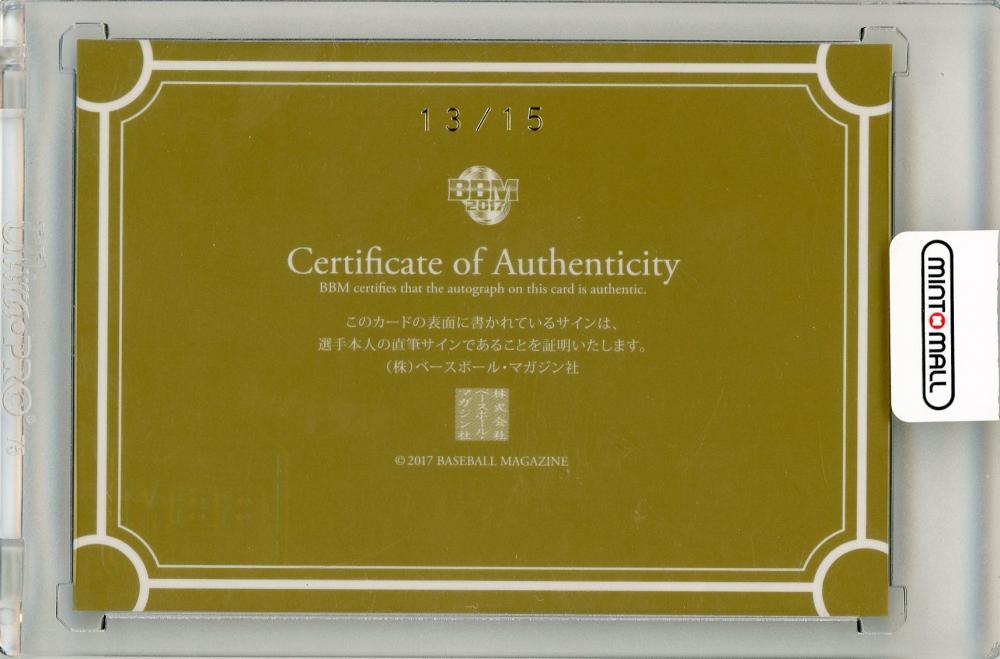 13/15
BBM
2017
Certificate of Authenticity
BBM certifies that the autograph on this card is authentic.
このカードの表面に書かれているサインは、
選手本人の直筆サインであることを証明いたします。
（株）ベースボール・マガジン社
株式会社
ベースボール・
マガジン社
© 2017 BASEBALL MAGAZINE
MINT MALL
Ultra·PRO®